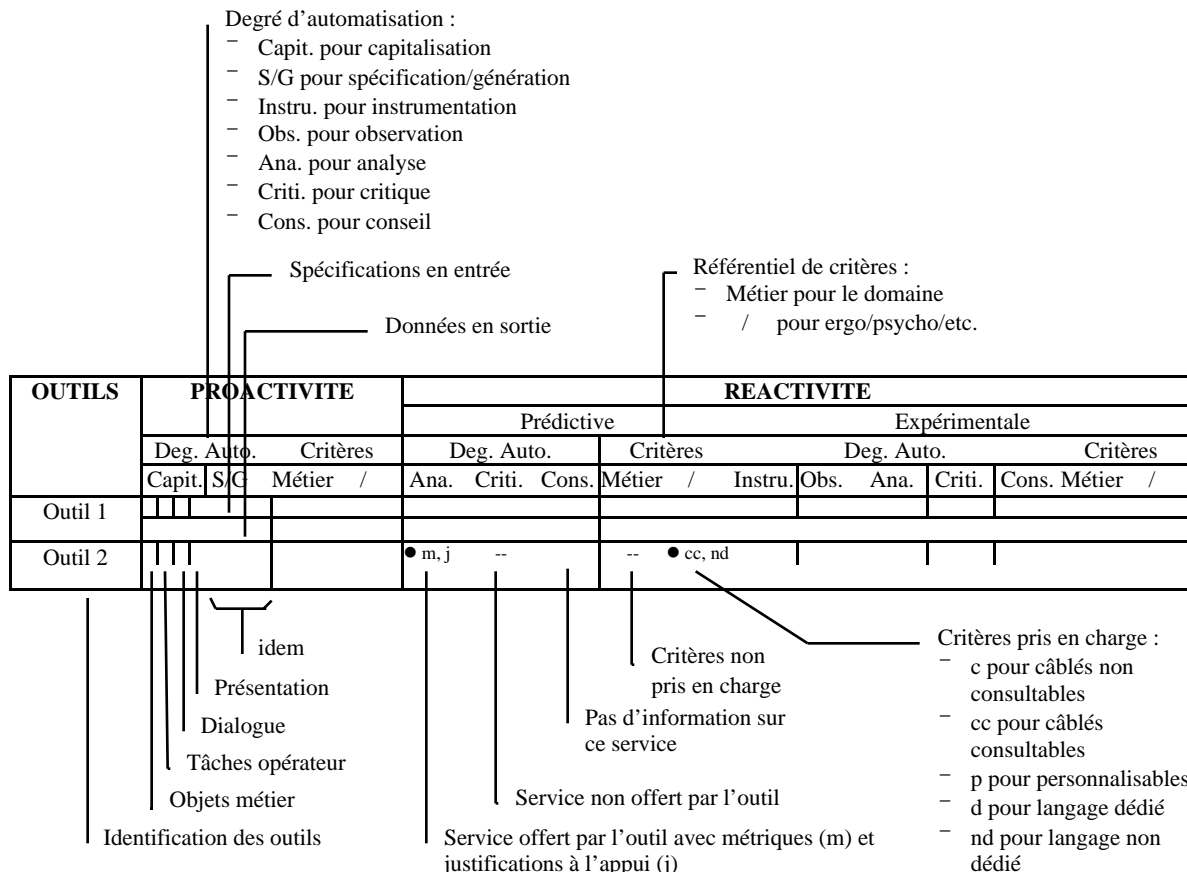 Degré d’automatisation :
– Capit. pour capitalisation
– S/G pour spécification/génération
– Instru. pour instrumentation
– Obs. pour observation
– Ana. pour analyse
– Criti. pour critique
– Cons. pour conseil
Spécifications en entrée
Données en sortie
Référentiel de critères :
– Métier pour le domaine
– / pour ergo/psycho/etc.
OUTILS PROACTIVITE REACTIVITE
Prédictive Expérimentale
Deg. Auto. Critères Deg. Auto. Critères Deg. Auto. Critères
Capit. S/G Métier / Ana. Criti. Cons. Métier / Instru. Obs. Ana. Criti. Cons. Métier /
Outil 1
Outil 2 ● m, j -- -- ● cc, nd
idem
Présentation
Dialogue
Tâches opérateur
Objets métier
Identification des outils
Critères non
pris en charge
Pas d’information sur
ce service
Service non offert par l’outil
Service offert par l’outil avec métriques (m) et
justifications à l’appui (j)
Critères pris en charge :
– c pour câblés non
consultables
– cc pour câblés
consultables
– p pour personnalisables
– d pour langage dédié
– nd pour langage non
dédié